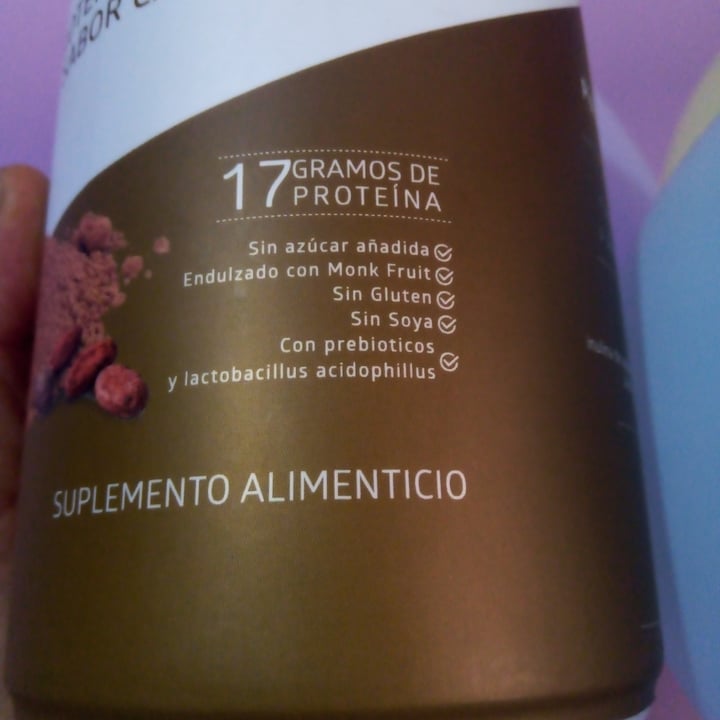 17 GRAMOS DE
PROTEÍNA
Sin azúcar añadida
Endulzado con Monk Fruit
Sin Gluten
Sin Soya
Con prebioticos
y lactobacillus acidophillus
SUPLEMENTO ALIMENTICIO